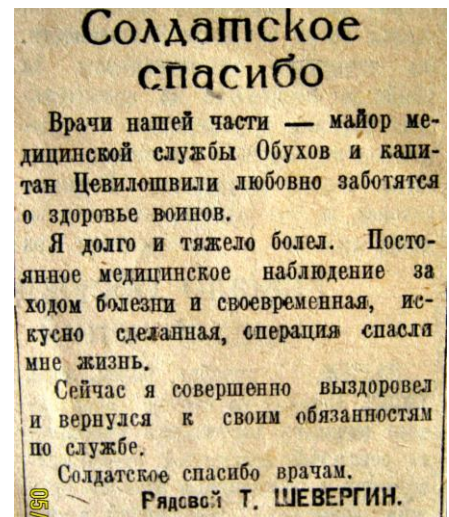 Солдатское
спасибо
Врачи нашей части — майор ме-
дицинской службы Обухов и капи-
тан Цевилошвили любовно заботятся
о здоровье воинов.
Я долго и тяжело болел. Посто-
янное медицинское наблюдение за
ходом болезни и своевременная, ис-
кусно сделанная, операция спасли
мне жизнь.
Сейчас я совершенно выздоровел
и вернулся к своим обязанностям
по службе.
Солдатское спасибо врачам.
Рядовой Т. ШЕВЕРГИН.
05/